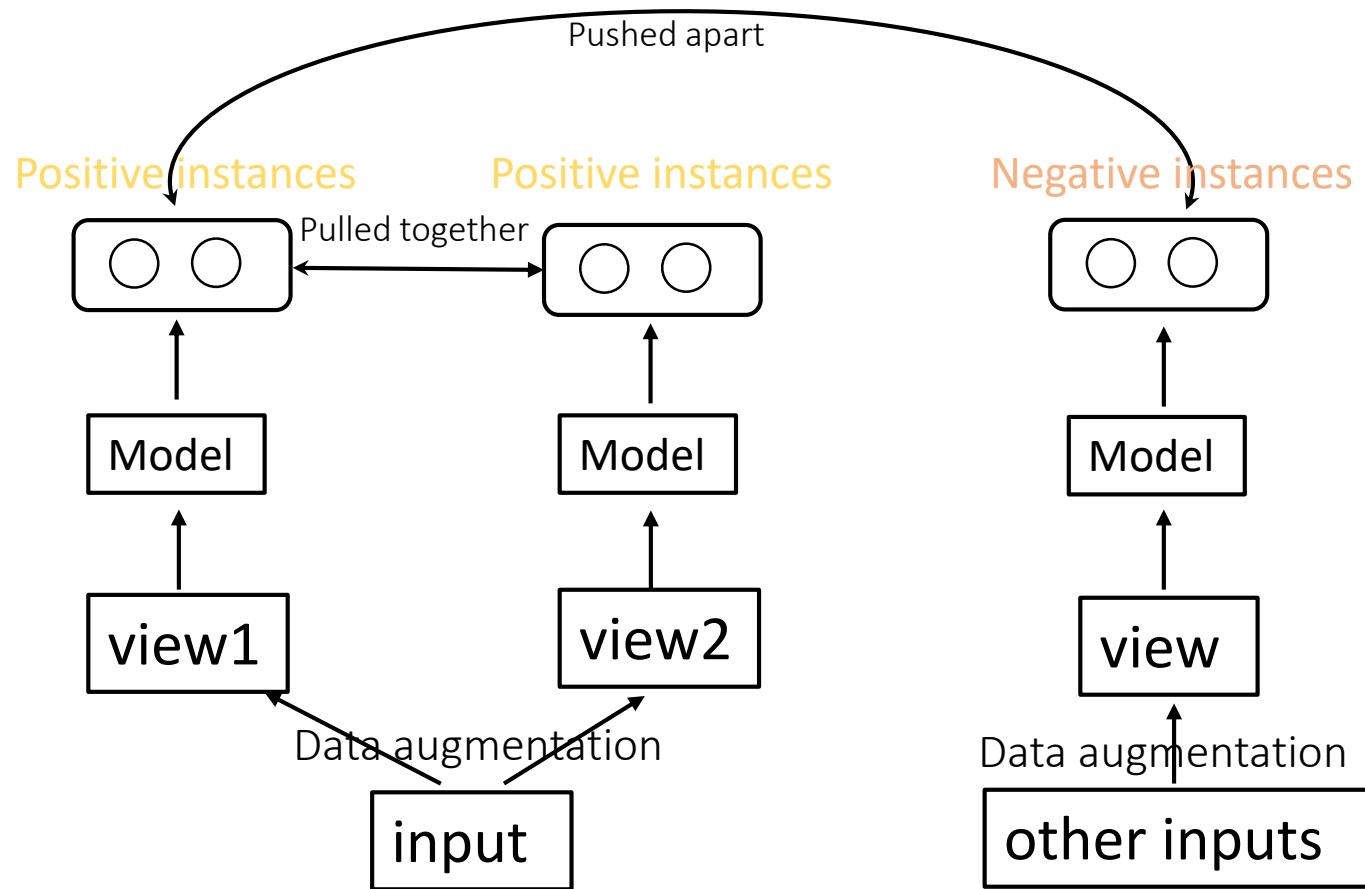 Pushed apart
Positive instances
Positive instances
Negative instances
Pulled together
Model
Model
Model
view1
view2
view
Data augmentation
Data augmentation
input
other inputs